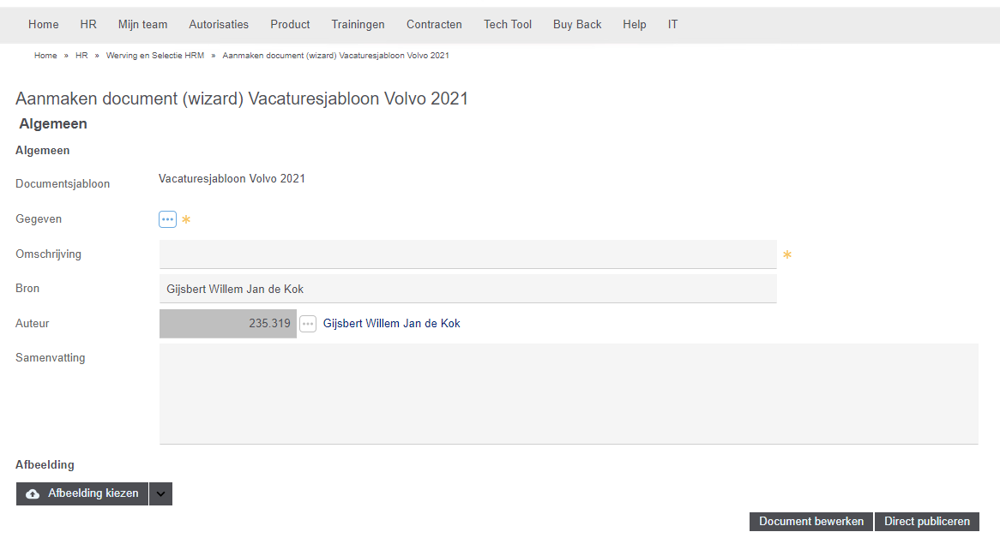 Home HR Mijn team Autorisaties Product Trainingen Contracten Tech Tool Buy Back Help IT
Home » HR » Werving en Selectie HRM » Aanmaken document (wizard) Vacaturesjabloon Volvo 2021
Aanmaken document (wizard) Vacaturesjabloon Volvo 2021
Algemeen
Algemeen
Documentsjabloon Vacaturesjabloon Volvo 2021
Gegeven ... *
Omschrijving *
Bron Gijsbert Willem Jan de Kok
Auteur 235.319 ... Gijsbert Willem Jan de Kok
Samenvatting
Afbeelding
Afbeelding kiezen
Document bewerken Direct publiceren